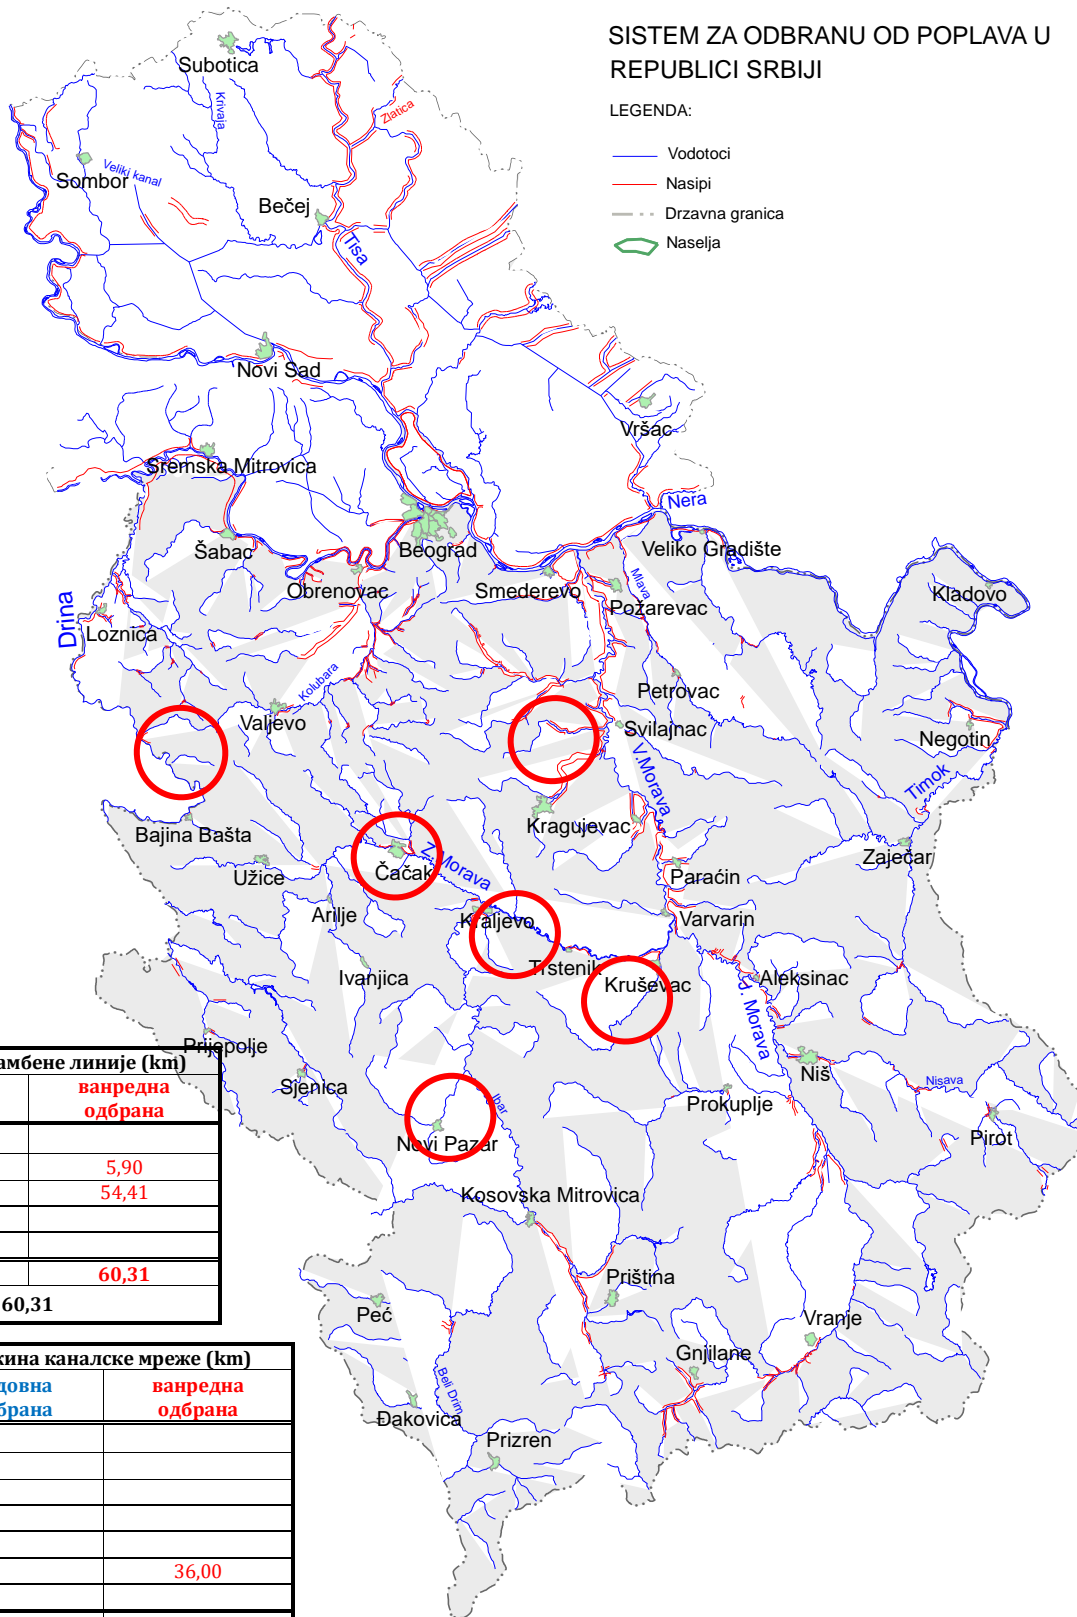 SISTEM ZA ODBRANU OD POPLAVA U
REPUBLICI SRBIJI
LEGENDA:
Vodotoci
Nasipi
Drzavna granica
Naselja
Subotica
Krivaja
Zlatica
Sombor
Veliki kanal
Bečej
Tisa
Novi Sad
Vršac
Sremska Mitrovica
Nera
Šabac
Beograd
Veliko Gradište
Obrenovac
Smederevo
Mlava
Požarevac
Kladovo
Drina
Loznica
Kolubara
Petrovac
Valjevo
Svilajnac
Negotin
V.Morava
Timok
Bajina Bašta
Kragujevac
Zaječar
Užice
Čačak
Z.Morava
Paraćin
Arilje
Kraljevo
Varvarin
Ivanjica
Trstenik
Kruševac
Aleksinac
J. Morava
Prijepolje
Sjenica
Ibar
Niš
Nisava
Prokuplje
Pirot
Novi Pazar
Kosovska Mitrovica
Priština
Peć
Vranje
Gnjilane
Beli Drim
Đakovica
Prizren
амбене линије (km)
ванредна
одбрана
5,90
54,41
60,31
60,31
кина каналске мреже (km)
довна ванредна
брана одбрана
36,00